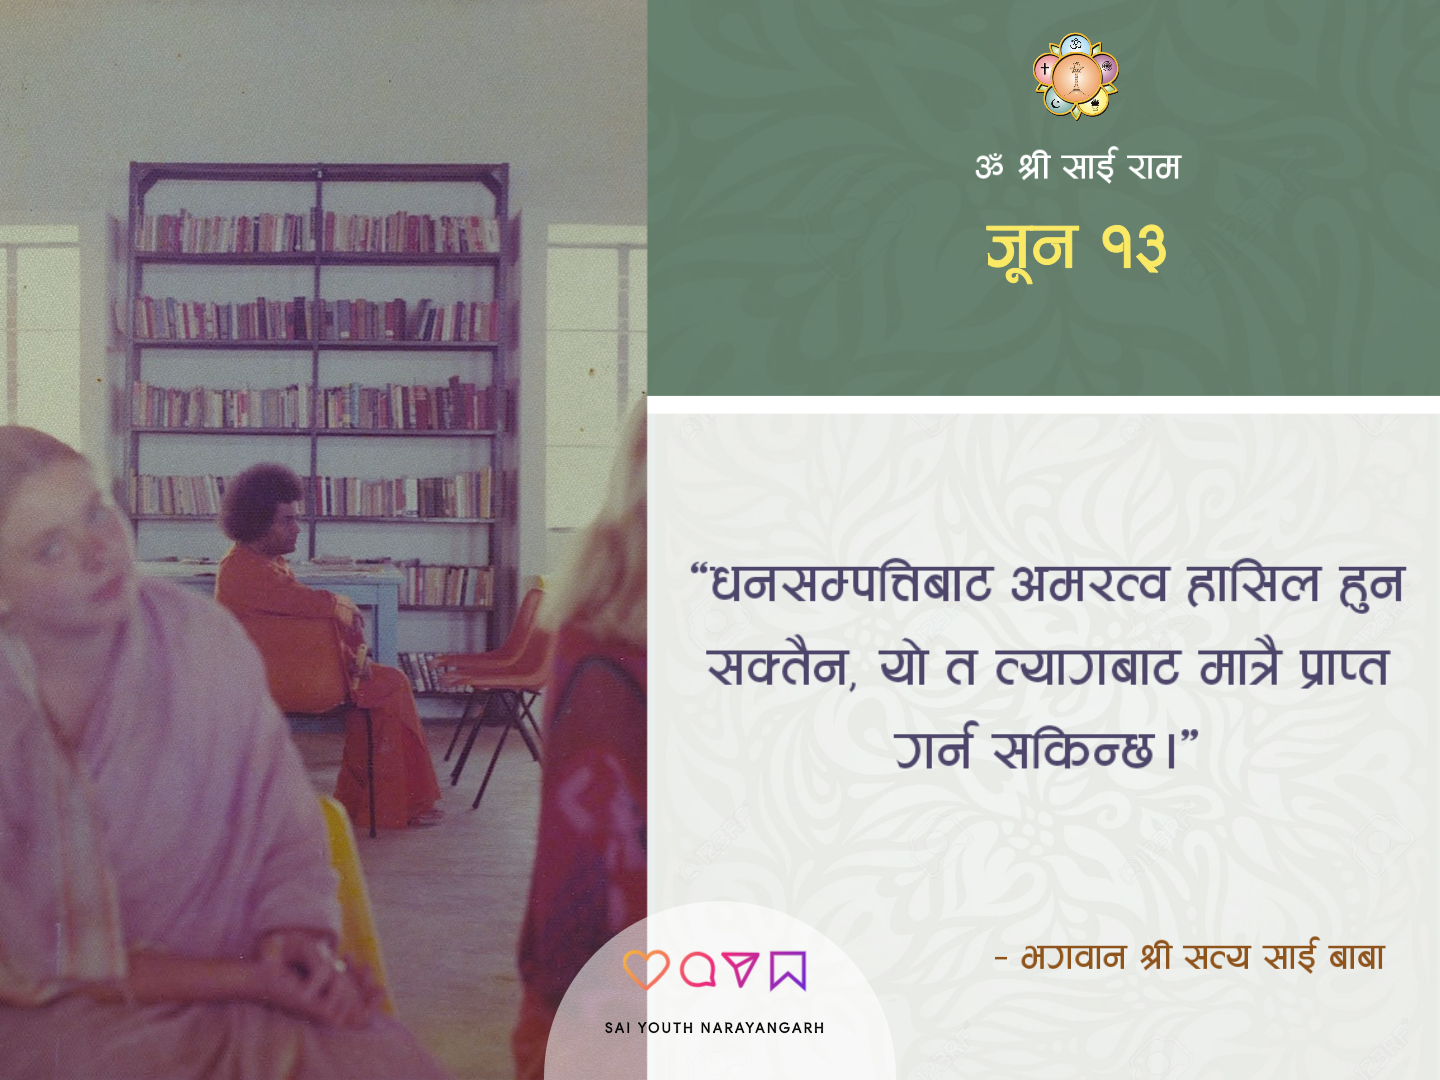 ॐ श्री साई राम
जून १३
“धनसम्पत्तिबाट अमरत्व हासिल हुन
सक्तैन, यो त त्यागबाट मात्रै प्राप्त
गर्न सकिन्छ।”
- भगवान श्री सत्य साई बाबा
SAI YOUTH NARAYANGARH